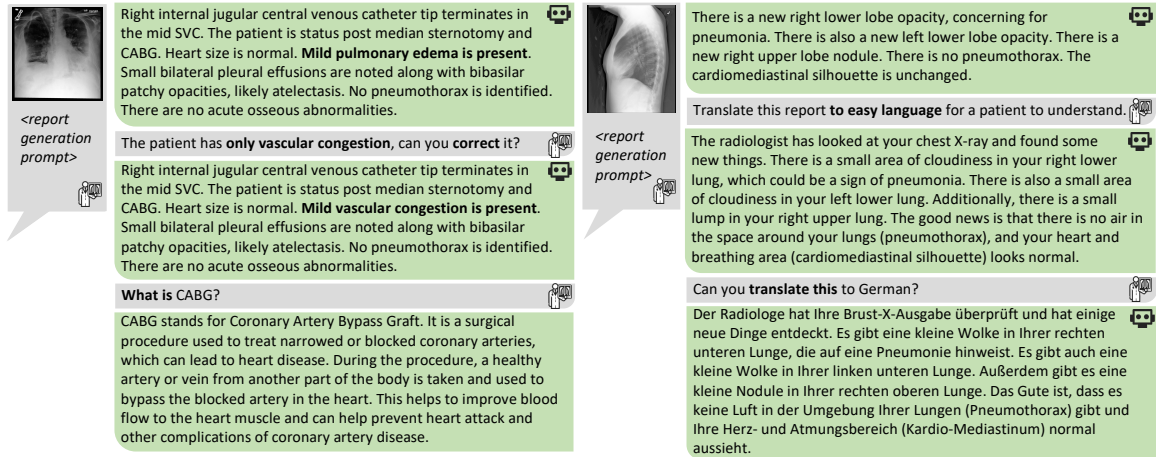 Right internal jugular central venous catheter tip terminates in
the mid SVC. The patient is status post median sternotomy and
CABG. Heart size is normal. Mild pulmonary edema is present.
Small bilateral pleural effusions are noted along with bibasilar
patchy opacities, likely atelectasis. No pneumothorax is identified.
There are no acute osseous abnormalities.
<report
generation
prompt>
The patient has only vascular congestion, can you correct it?
Right internal jugular central venous catheter tip terminates in
the mid SVC. The patient is status post median sternotomy and
CABG. Heart size is normal. Mild vascular congestion is present.
Small bilateral pleural effusions are noted along with bibasilar
patchy opacities, likely atelectasis. No pneumothorax is identified.
There are no acute osseous abnormalities.
What is CABG?
CABG stands for Coronary Artery Bypass Graft. It is a surgical
procedure used to treat narrowed or blocked coronary arteries,
which can lead to heart disease. During the procedure, a healthy
artery or vein from another part of the body is taken and used to
bypass the blocked artery in the heart. This helps to improve blood
flow to the heart muscle and can help prevent heart attack and
other complications of coronary artery disease.
There is a new right lower lobe opacity, concerning for
pneumonia. There is also a new left lower lobe opacity. There is a
new right upper lobe nodule. There is no pneumothorax. The
cardiomediastinal silhouette is unchanged.
<report
generation
prompt>
Translate this report to easy language for a patient to understand.
The radiologist has looked at your chest X-ray and found some
new things. There is a small area of cloudiness in your right lower
lung, which could be a sign of pneumonia. There is also a small area
of cloudiness in your left lower lung. Additionally, there is a small
lump in your right upper lung. The good news is that there is no air in
the space around your lungs (pneumothorax), and your heart and
breathing area (cardiomediastinal silhouette) looks normal.
Can you translate this to German?
Der Radiologe hat Ihre Brust-X-Ausgabe überprüft und hat einige
neue Dinge entdeckt. Es gibt eine kleine Wolke in Ihrer rechten
unteren Lunge, die auf eine Pneumonie hinweist. Es gibt auch eine
kleine Wolke in Ihrer linken unteren Lunge. Außerdem gibt es eine
kleine Nodule in Ihrer rechten oberen Lunge. Das Gute ist, dass es
keine Luft in der Umgebung Ihrer Lungen (Pneumothorax) gibt und
Ihre Herz- und Atmungsbereich (Kardio-Mediastinum) normal
aussieht.